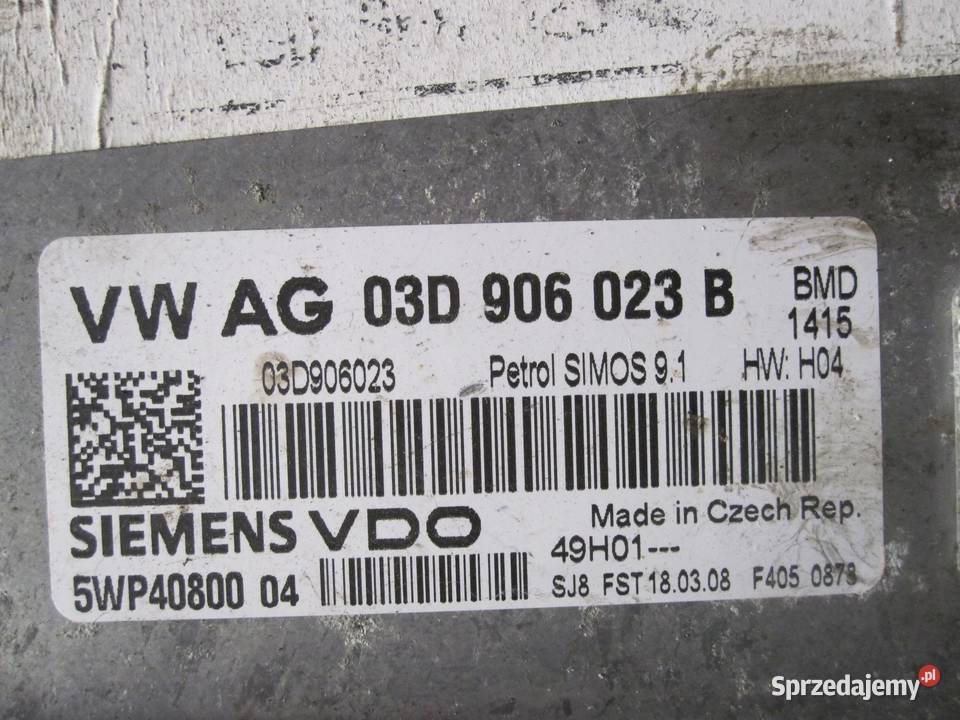 VW AG 03D 906 023 B
BMD
1415
03D906023 Petrol SIMOS 9.1 HW: H04
SIEMENS VDO
Made in Czech Rep.
49H01---
5WP40800 04
SJ8 FST 18.03.08 F405 0873
Sprzedajemy.pl